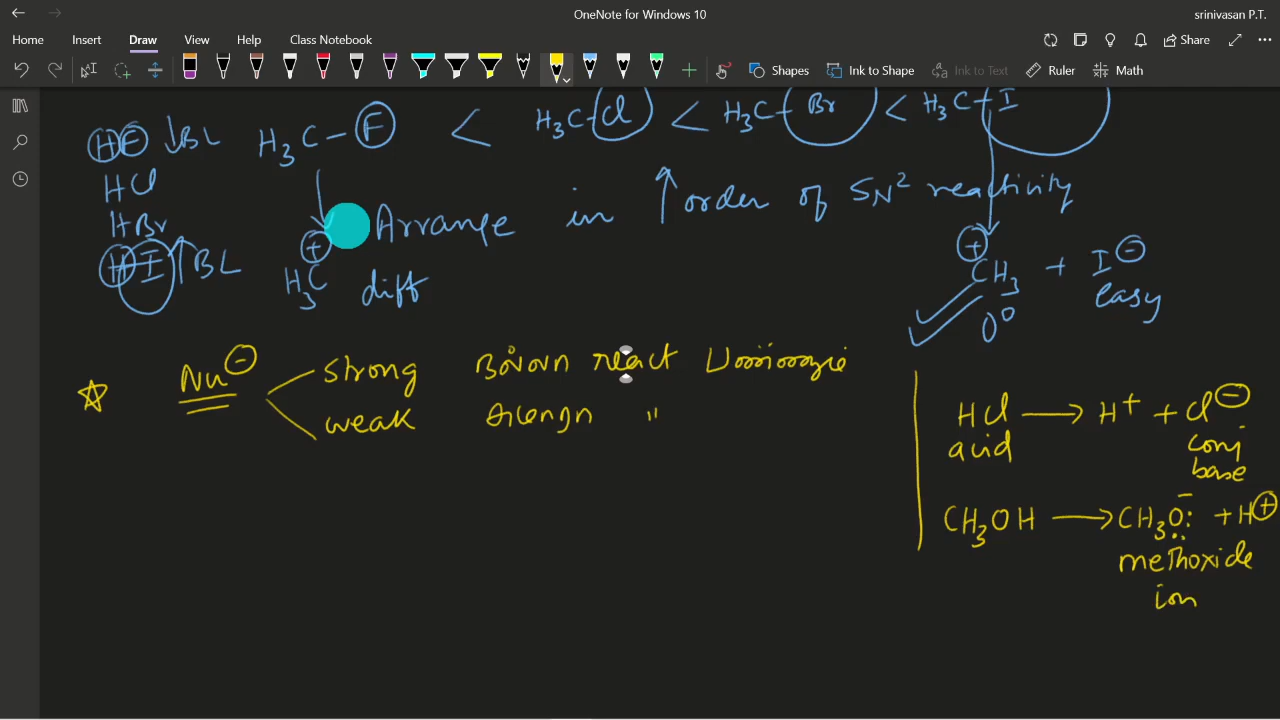 OneNote for Windows 10
srinivasan P.T.
Home Insert Draw View Help Class Notebook
Share
Shapes Ink to Shape Ink to Text Ruler Math
HF ↓BL H₃C – F < H₃C – Cl < H₃C – Br < H₃C – I
HCl
HBr
HI ↑BL
Arrange in ↑ order of SN² reactivity
⊕
H₃C diff
⊕
CH₃ + I⊖
0° easy
☆ Nu⊖
strong react
weak "
HCl → H⁺ + Cl⊖
acid conj
base
CH₃OH → CH₃O:⁻ + H⊕
methoxide
ion